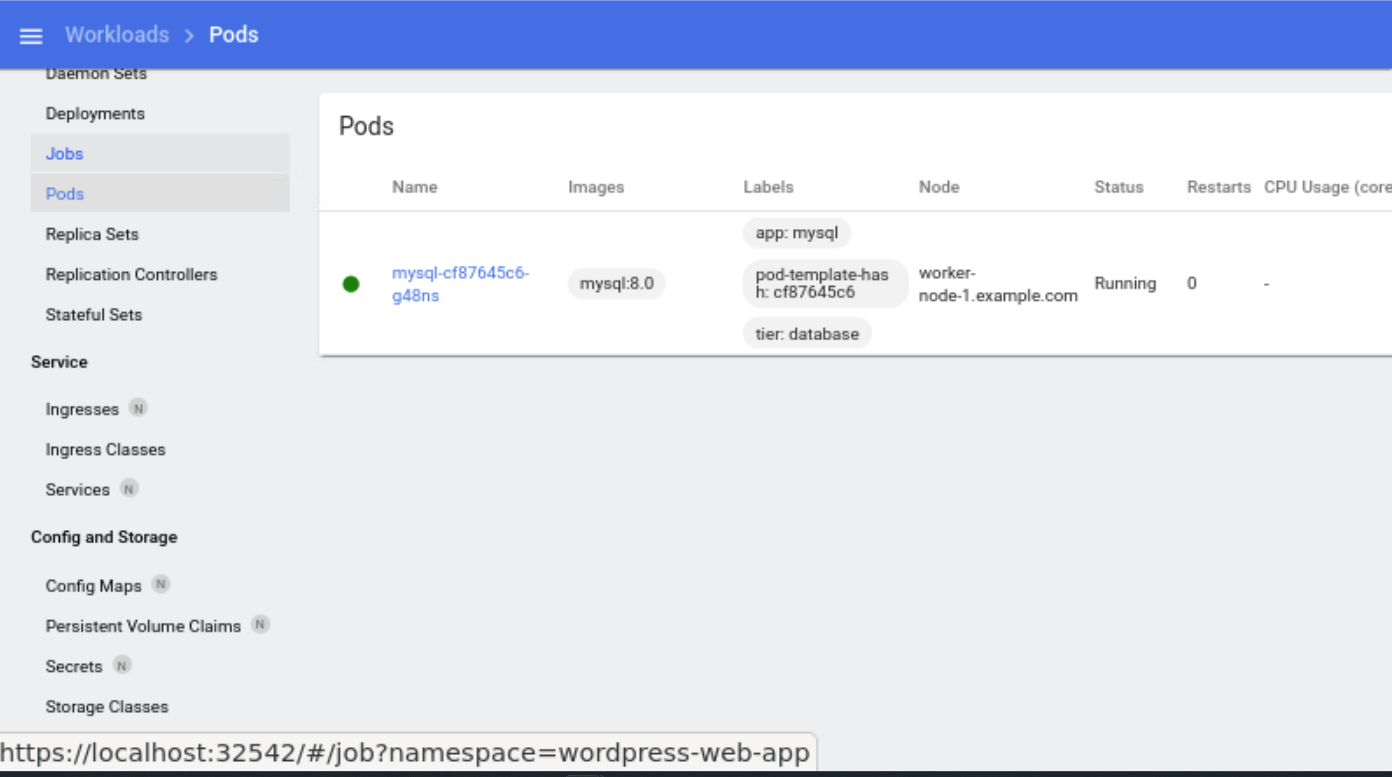 Workloads > Pods
Daemon Sets
Deployments
Jobs
Pods
Replica Sets
Replication Controllers
Stateful Sets
Service
Ingresses N
Ingress Classes
Services N
Config and Storage
Config Maps N
Persistent Volume Claims N
Secrets N
Storage Classes
Pods
Name Images Labels Node Status Restarts CPU Usage (core
app: mysql
mysql-cf87645c6-
g48ns
mysql:8.0
pod-template-has
h: cf87645c6
tier: database
worker-
node-1.example.com
Running
0
-
https://localhost:32542/#/job?namespace=wordpress-web-app